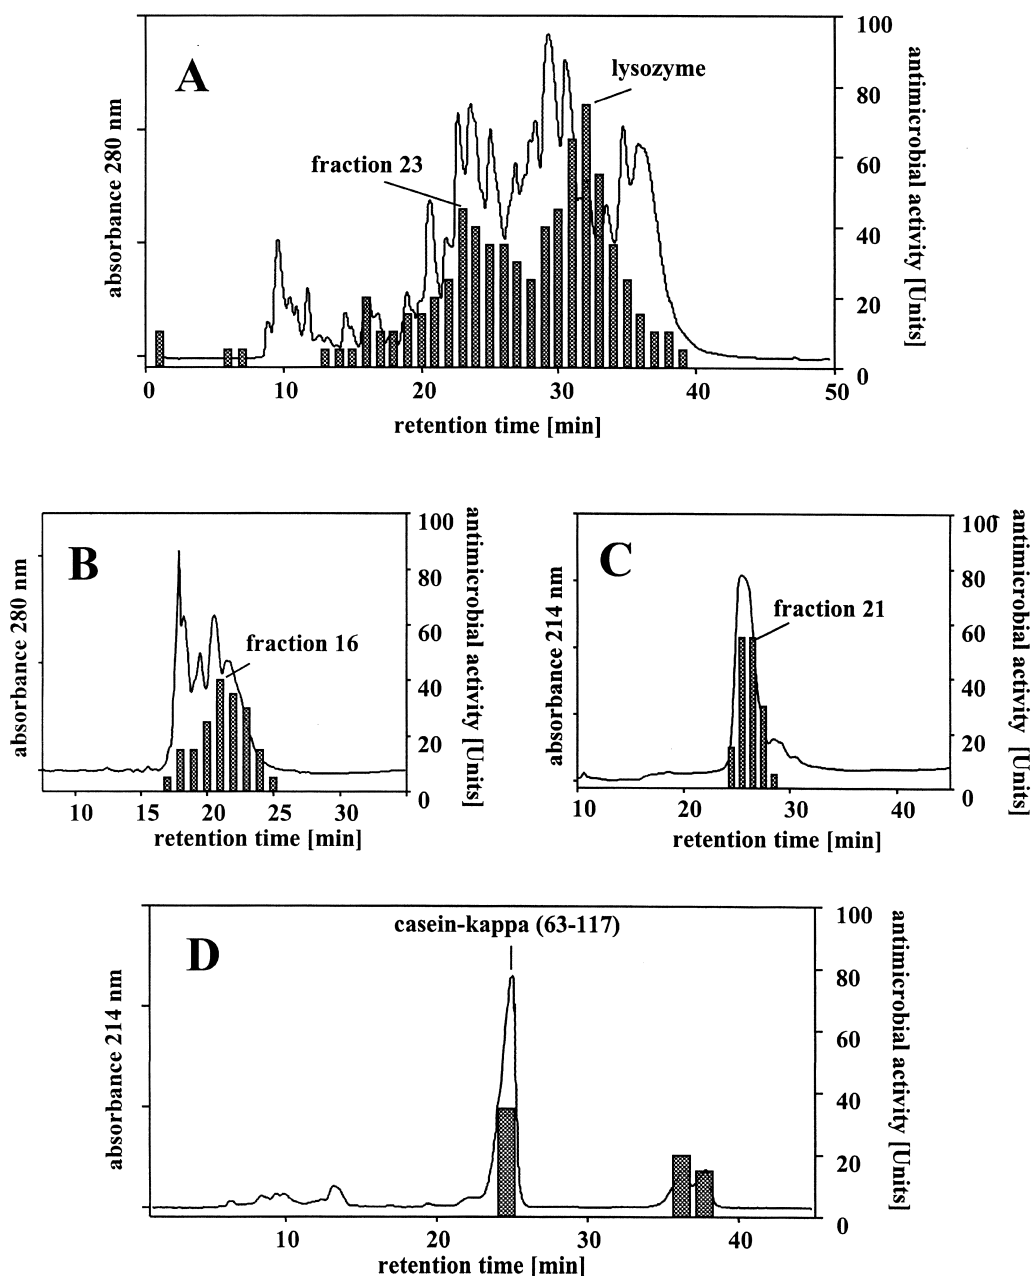 A
lysozyme
fraction 23
absorbance 280 nm
antimicrobial activity [Units]
100
80
60
40
20
0
0 10 20 30 40 50
retention time [min]
B
fraction 16
absorbance 280 nm
antimicrobial activity [Units]
100
80
60
40
20
0
10 15 20 25 30
retention time [min]
C
fraction 21
absorbance 214 nm
antimicrobial activity [Units]
100
80
60
40
20
0
10 20 30 40
retention time [min]
D
casein-kappa (63-117)
absorbance 214 nm
antimicrobial activity [Units]
100
80
60
40
20
0
10 20 30 40
retention time [min]